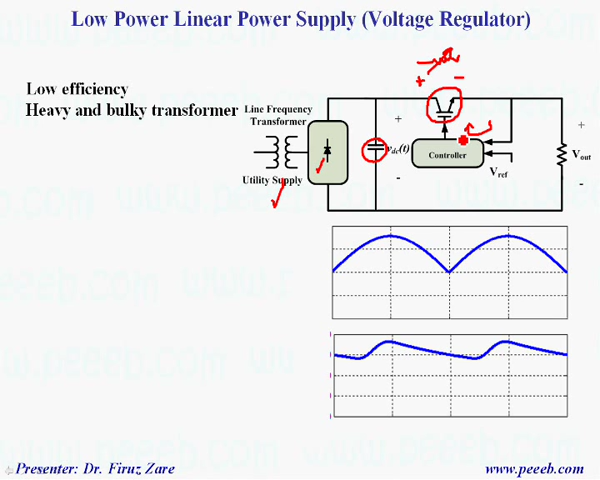 Low Power Linear Power Supply (Voltage Regulator)
Low efficiency
Heavy and bulky transformer
Line Frequency
Transformer
Utility Supply
+
-
+
vdc(t)
-
Controller
Vref
+
Vout
-
Presenter: Dr. Firuz Zare
www.peeeb.com